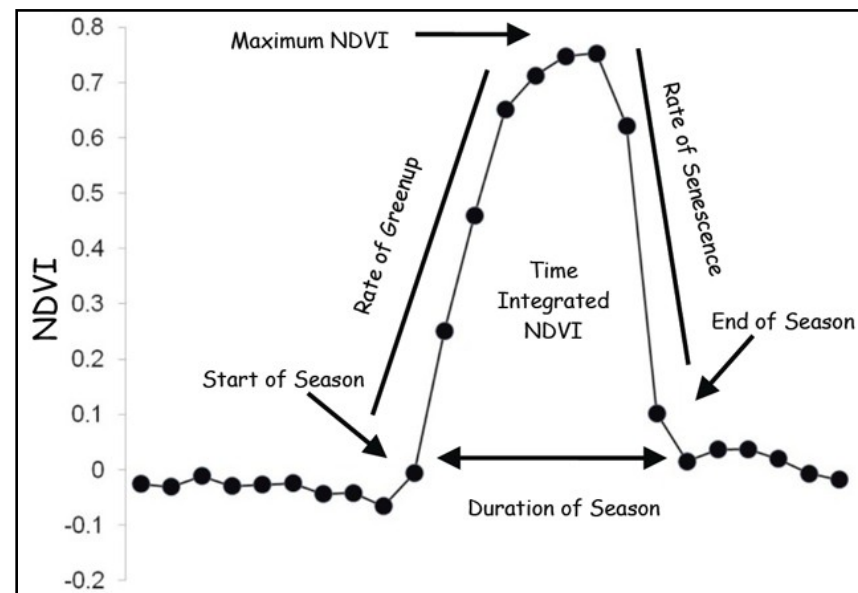 0.8
0.7
0.6
0.5
0.4
0.3
0.2
0.1
0
-0.1
-0.2
NDVI
Maximum NDVI
Rate of Greenup
Rate of Senescence
Time
Integrated
NDVI
Start of Season
End of Season
Duration of Season